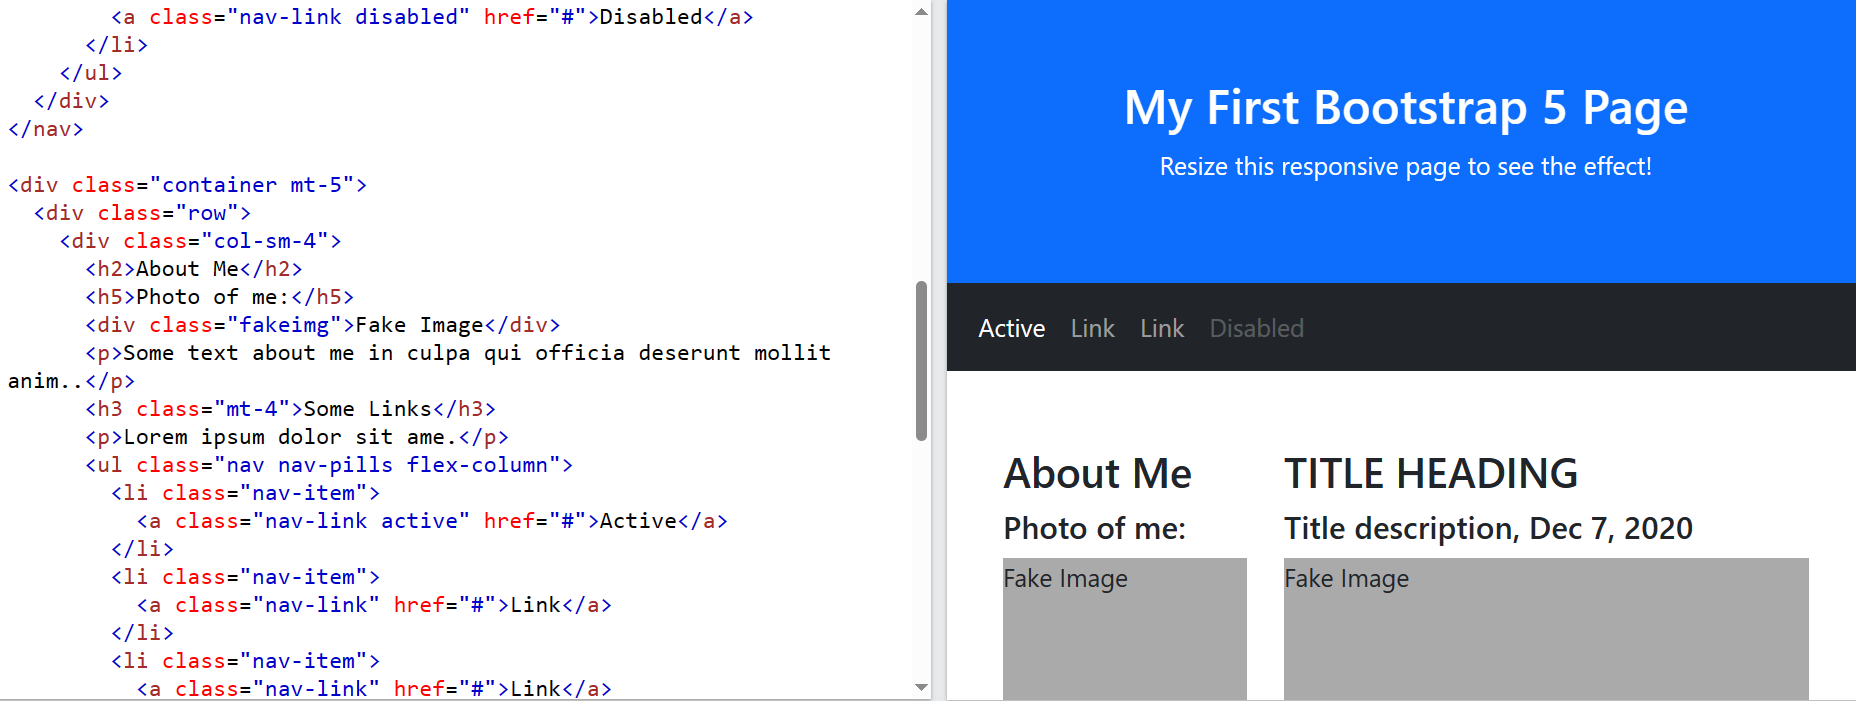 <a class="nav-link disabled" href="#">Disabled</a>
</li>
</ul>
</div>
</nav>
<div class="container mt-5">
<div class="row">
<div class="col-sm-4">
<h2>About Me</h2>
<h5>Photo of me:</h5>
<div class="fakeimg">Fake Image</div>
<p>Some text about me in culpa qui officia deserunt mollit
anim..</p>
<h3 class="mt-4">Some Links</h3>
<p>Lorem ipsum dolor sit ame.</p>
<ul class="nav nav-pills flex-column">
<li class="nav-item">
<a class="nav-link active" href="#">Active</a>
</li>
<li class="nav-item">
<a class="nav-link" href="#">Link</a>
</li>
<li class="nav-item">
<a class="nav-link" href="#">Link</a>
My First Bootstrap 5 Page
Resize this responsive page to see the effect!
Active Link Link Disabled
About Me
Photo of me:
Fake Image
TITLE HEADING
Title description, Dec 7, 2020
Fake Image